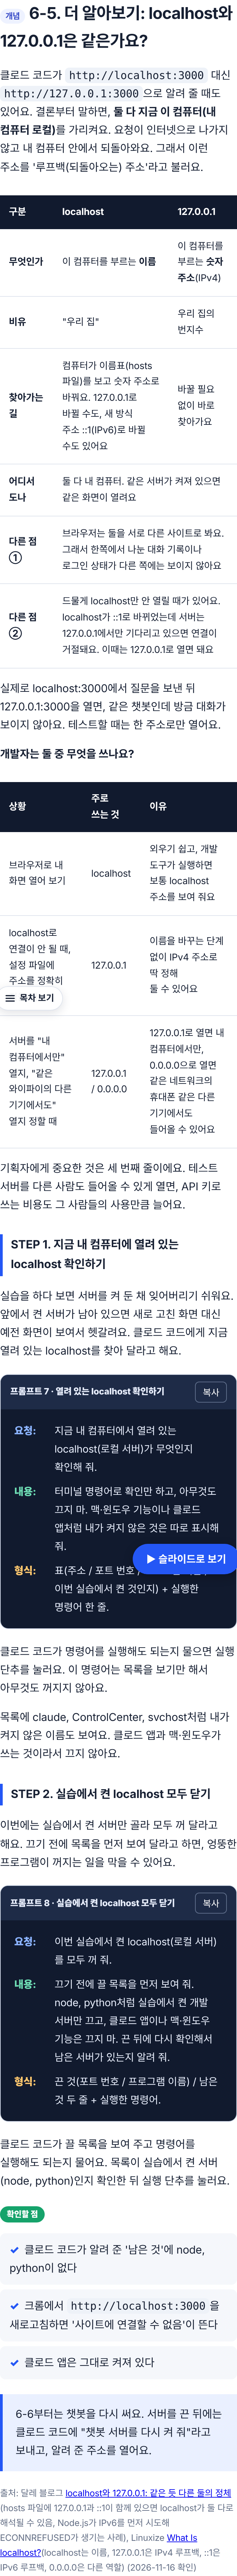 개념 6-5. 더 알아보기: localhost와
127.0.0.1은 같은가요?
클로드 코드가 http://localhost:3000 대신
http://127.0.0.1:3000으로 알려 줄 때도
있어요. 결론부터 말하면, 둘 다 지금 이 컴퓨터(내
컴퓨터 로컬)를 가리켜요. 요청이 인터넷으로 나가지
않고 내 컴퓨터 안에서 되돌아와요. 그래서 이런
주소를 '루프백(되돌아오는) 주소'라고 불러요.
구분 localhost 127.0.0.1
무엇인가 이 컴퓨터를 부르는 이름 이 컴퓨터를
부르는 숫자
주소(IPv4)
비유 "우리 집" 우리 집의
번지수
찾아가는
길
컴퓨터가 이름표(hosts
파일)를 보고 숫자 주소로
바꿔요. 127.0.0.1로
바뀔 수도, 새 방식
주소 ::1(IPv6)로 바뀔
수도 있어요
바꿀 필요
없이 바로
찾아가요
어디서
도나
둘 다 내 컴퓨터. 같은 서버가 켜져 있으면
같은 화면이 열려요
다른 점
①
브라우저는 둘을 서로 다른 사이트로 봐요.
그래서 한쪽에서 나눈 대화 기록이나
로그인 상태가 다른 쪽에는 보이지 않아요
다른 점
②
드물게 localhost만 안 열릴 때가 있어요.
localhost가 ::1로 바뀌었는데 서버는
127.0.0.1에서만 기다리고 있으면 연결이
거절돼요. 이때는 127.0.0.1로 열면 돼요
실제로 localhost:3000에서 질문을 보낸 뒤
127.0.0.1:3000을 열면, 같은 챗봇인데 방금 대화가
보이지 않아요. 테스트할 때는 한 주소로만 열어요.
개발자는 둘 중 무엇을 쓰나요?
상황 주로
쓰는 것 이유
브라우저로 내
화면 열어 보기
localhost
외우기 쉽고, 개발
도구가 실행하면
보통 localhost
주소를 보여 줘요
localhost로
연결이 안 될 때,
설정 파일에
주소를 정확히
127.0.0.1
이름을 바꾸는 단계
없이 IPv4 주소로
딱 정해
둘 수 있어요
목차 보기
서버를 "내
컴퓨터에서만"
열지, "같은
와이파이의 다른
기기에서도"
열지 정할 때
127.0.0.1
/ 0.0.0.0
127.0.0.1로 열면 내
컴퓨터에서만,
0.0.0.0으로 열면
같은 네트워크의
휴대폰 같은 다른
기기에서도
들어올 수 있어요
기획자에게 중요한 것은 세 번째 줄이에요. 테스트
서버를 다른 사람도 들어올 수 있게 열면, API 키로
쓰는 비용도 그 사람들의 사용만큼 늘어요.
STEP 1. 지금 내 컴퓨터에 열려 있는
localhost 확인하기
실습을 하다 보면 서버를 켜 둔 채 잊어버리기 쉬워요.
앞에서 켠 서버가 남아 있으면 새로 고친 화면 대신
예전 화면이 보여서 헷갈려요. 클로드 코드에게 지금
열려 있는 localhost를 찾아 달라고 해요.
프롬프트 7 · 열려 있는 localhost 확인하기 복사
요청: 지금 내 컴퓨터에서 열려 있는
localhost(로컬 서버)가 무엇인지
확인해 줘.
내용: 터미널 명령어로 확인만 하고, 아무것도
끄지 마. 맥·윈도우 기능이나 클로드
앱처럼 내가 켜지 않은 것은 따로 표시해
줘.
▶ 슬라이드로 보기
형식: 표(주소 / 포트 번호 /
이번 실습에서 켠 것인지) + 실행한
명령어 한 줄.
클로드 코드가 명령어를 실행해도 되는지 물으면 실행
단추를 눌러요. 이 명령어는 목록을 보기만 해서
아무것도 꺼지지 않아요.
목록에 claude, ControlCenter, svchost처럼 내가
켜지 않은 이름도 보여요. 클로드 앱과 맥·윈도우가
쓰는 것이라서 끄지 않아요.
STEP 2. 실습에서 켠 localhost 모두 닫기
이번에는 실습에서 켠 서버만 골라 모두 꺼 달라고
해요. 끄기 전에 목록을 먼저 보여 달라고 하면, 엉뚱한
프로그램이 꺼지는 일을 막을 수 있어요.
프롬프트 8 · 실습에서 켠 localhost 모두 닫기 복사
요청: 이번 실습에서 켠 localhost(로컬 서버)
를 모두 꺼 줘.
내용: 끄기 전에 끌 목록을 먼저 보여 줘.
node, python처럼 실습에서 켠 개발
서버만 끄고, 클로드 앱이나 맥·윈도우
기능은 끄지 마. 끈 뒤에 다시 확인해서
남은 서버가 있는지 알려 줘.
형식: 끈 것(포트 번호 / 프로그램 이름) / 남은
것 두 줄 + 실행한 명령어.
클로드 코드가 끌 목록을 보여 주고 명령어를
실행해도 되는지 물어요. 목록이 실습에서 켠 서버
(node, python)인지 확인한 뒤 실행 단추를 눌러요.
확인할 점
✓ 클로드 코드가 알려 준 '남은 것'에 node,
python이 없다
✓ 크롬에서 http://localhost:3000 을
새로고침하면 '사이트에 연결할 수 없음'이 뜬다
✓ 클로드 앱은 그대로 켜져 있다
6-6부터는 챗봇을 다시 써요. 서버를 끈 뒤에는
클로드 코드에 "챗봇 서버를 다시 켜 줘"라고
보내고, 알려 준 주소를 열어요.
출처: 달레 블로그 localhost와 127.0.0.1: 같은 듯 다른 둘의 정체
(hosts 파일에 127.0.0.1과 ::1이 함께 있으면 localhost가 둘 다로
해석될 수 있음, Node.js가 IPv6를 먼저 시도해
ECONNREFUSED가 생기는 사례), Linuxize What Is
localhost?(localhost는 이름, 127.0.0.1은 IPv4 루프백, ::1은
IPv6 루프백, 0.0.0.0은 다른 역할) (2026-11-16 확인)